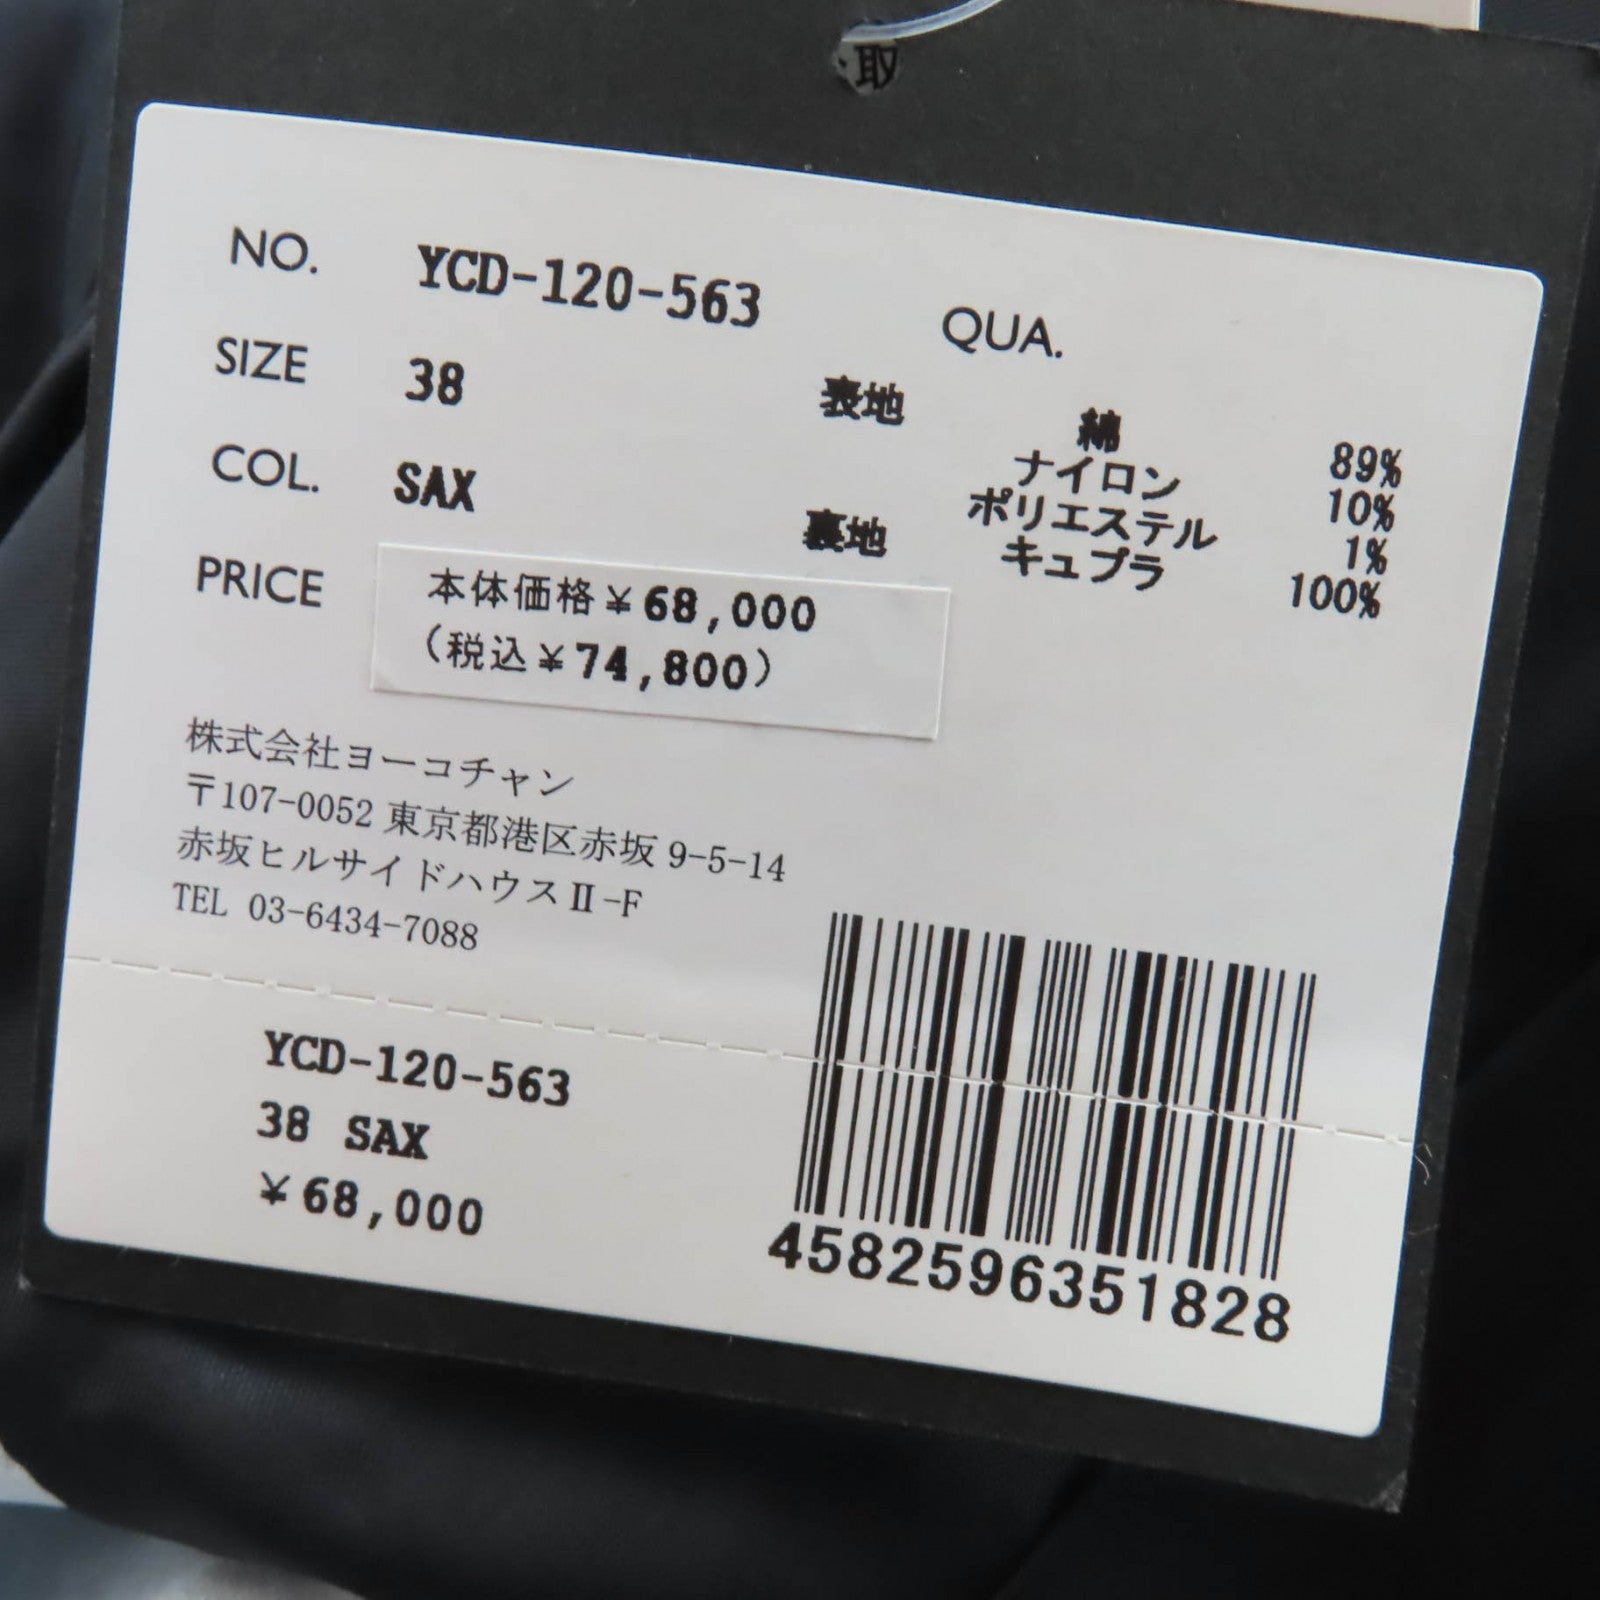 取
NO. YCD-120-563
SIZE 38
COL. SAX
QUA.
表地 綿 89%
ナイロン 10%
ポリエステル 1%
裏地 キュプラ 100%
PRICE 本体価格¥68,000
(税込¥74,800)
株式会社ヨーコチャン
〒107-0052 東京都港区赤坂 9-5-14
赤坂ヒルサイドハウスⅡ-F
TEL 03-6434-7088
YCD-120-563
38 SAX
¥68,000
4582596351828